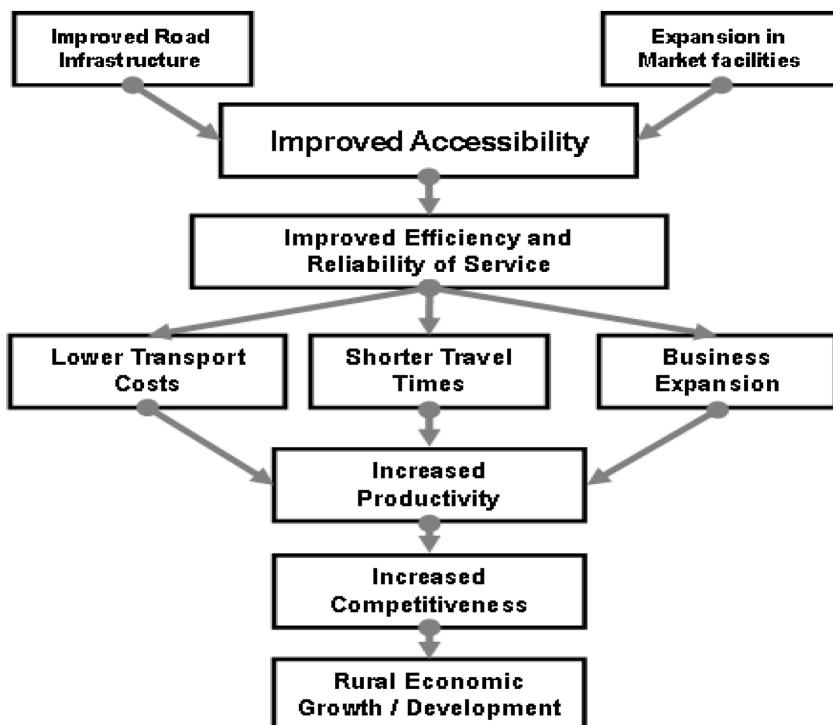 Improved Road
Infrastructure
Expansion in
Market facilities
Improved Accessibility
Improved Efficiency and
Reliability of Service
Lower Transport
Costs
Shorter Travel
Times
Business
Expansion
Increased
Productivity
Increased
Competitiveness
Rural Economic
Growth / Development